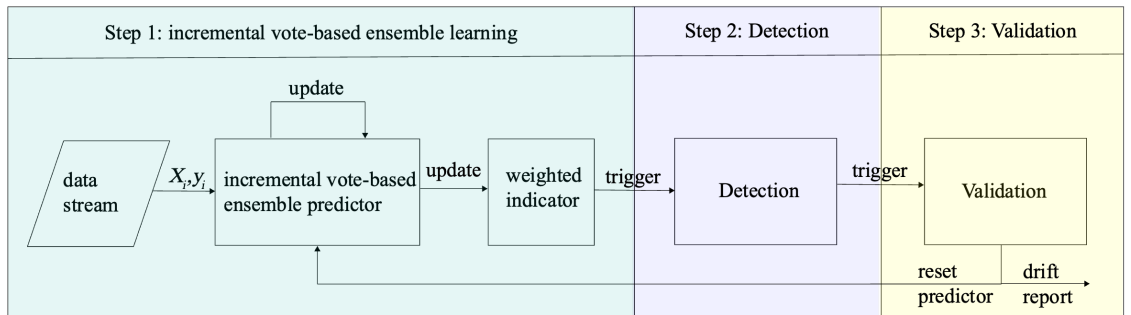 Step 1: incremental vote-based ensemble learning
Step 2: Detection
Step 3: Validation
update
data
stream
Xi,yi
incremental vote-based
ensemble predictor
update
weighted
indicator
trigger
Detection
trigger
Validation
reset
predictor
drift
report